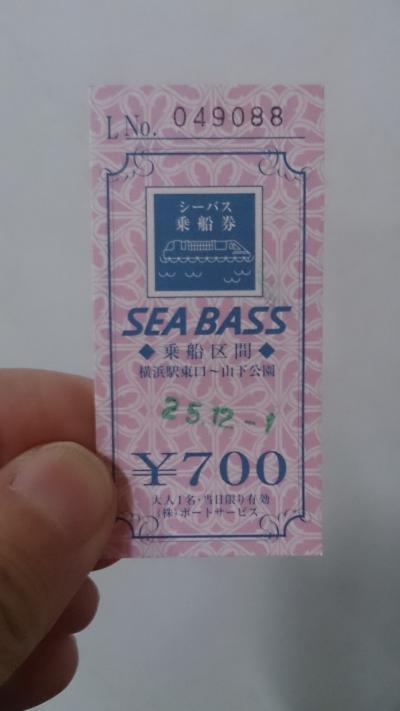 L No. 049088
シーバス
乗船券
SEA BASS
◆乗船区間◆
横浜駅東口～山下公園
25.12-1
￥700
大人1名・当日限り有効
(株)ポートサービス